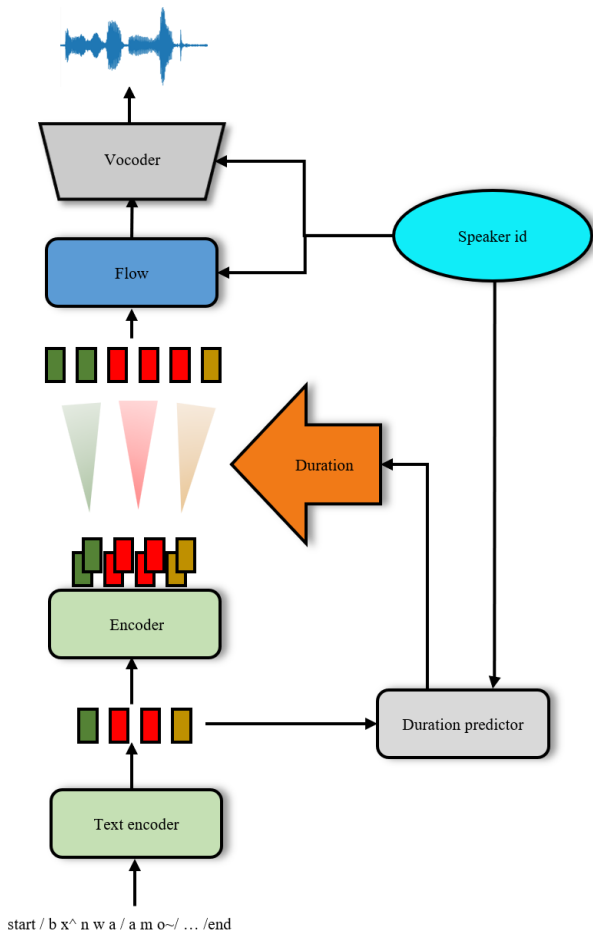 Vocoder
Speaker id
Flow
Duration
Encoder
Duration predictor
Text encoder
start / b x^ n w a / a m o~/ … /end